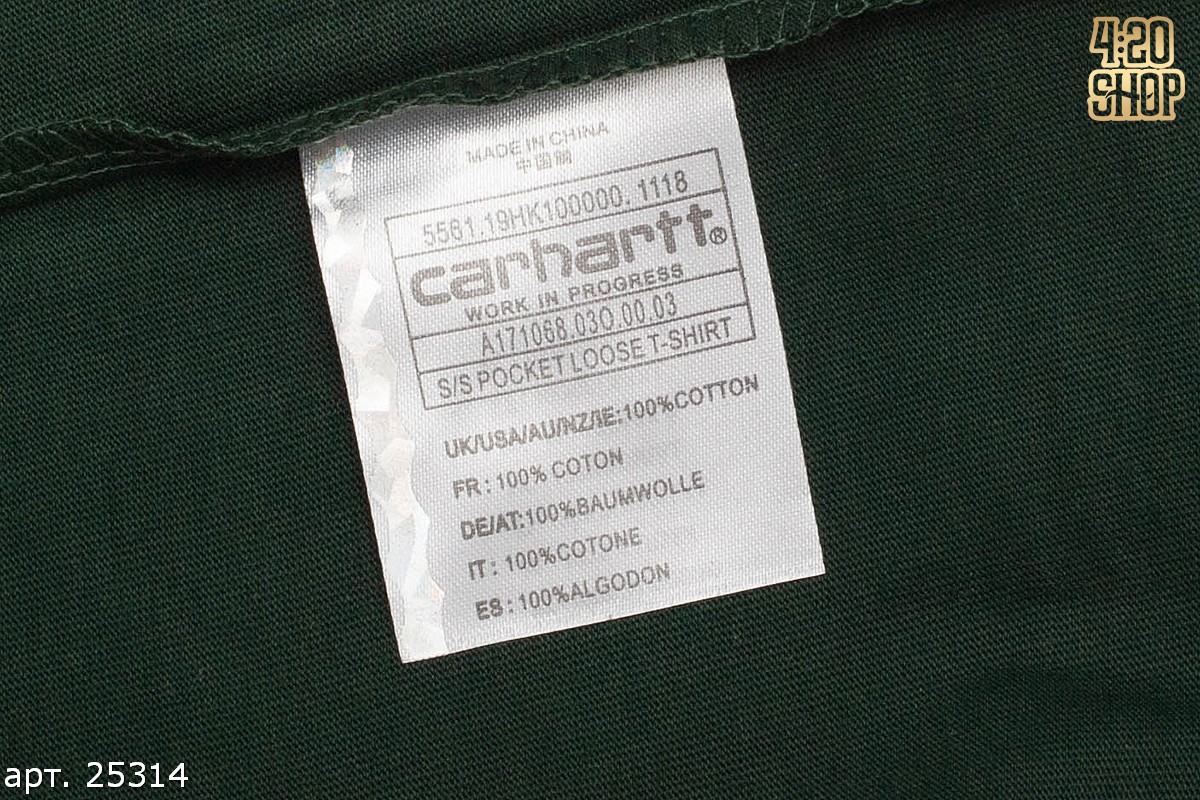 4:20
SHOP
MADE IN CHINA
中国製
5561.19HK100000. 1118
carhartt®
WORK IN PROGRESS
A171068.03O.00.03
S/S POCKET LOOSE T-SHIRT
UK/USA/AU/NZ/IE:100%COTTON
FR : 100% COTON
DE/AT:100%BAUMWOLLE
IT : 100%COTONE
ES : 100%ALGODON
арт. 25314